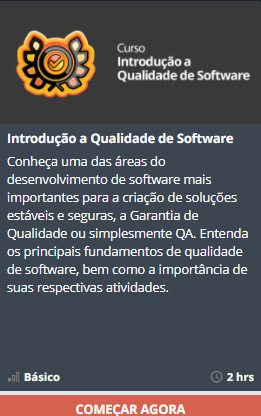 Curso
Introdução a
Qualidade de Software
Introdução a Qualidade de Software
Conheça uma das áreas do
desenvolvimento de software mais
importantes para a criação de soluções
estáveis e seguras, a Garantia de
Qualidade ou simplesmente QA. Entenda
os principais fundamentos de qualidade
de software, bem como a importância de
suas respectivas atividades.
Básico 2 hrs
COMEÇAR AGORA